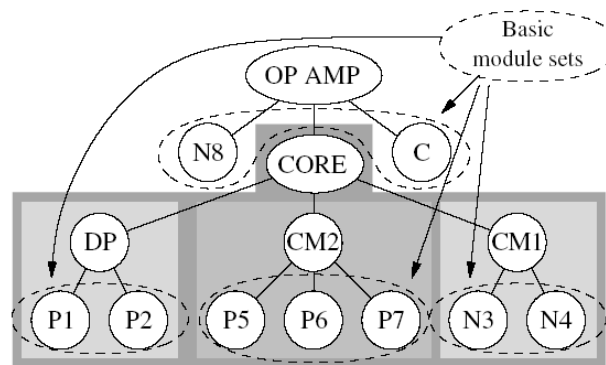 Basic
module sets
OP AMP
N8
C
CORE
DP
CM2
CM1
P1
P2
P5
P6
P7
N3
N4